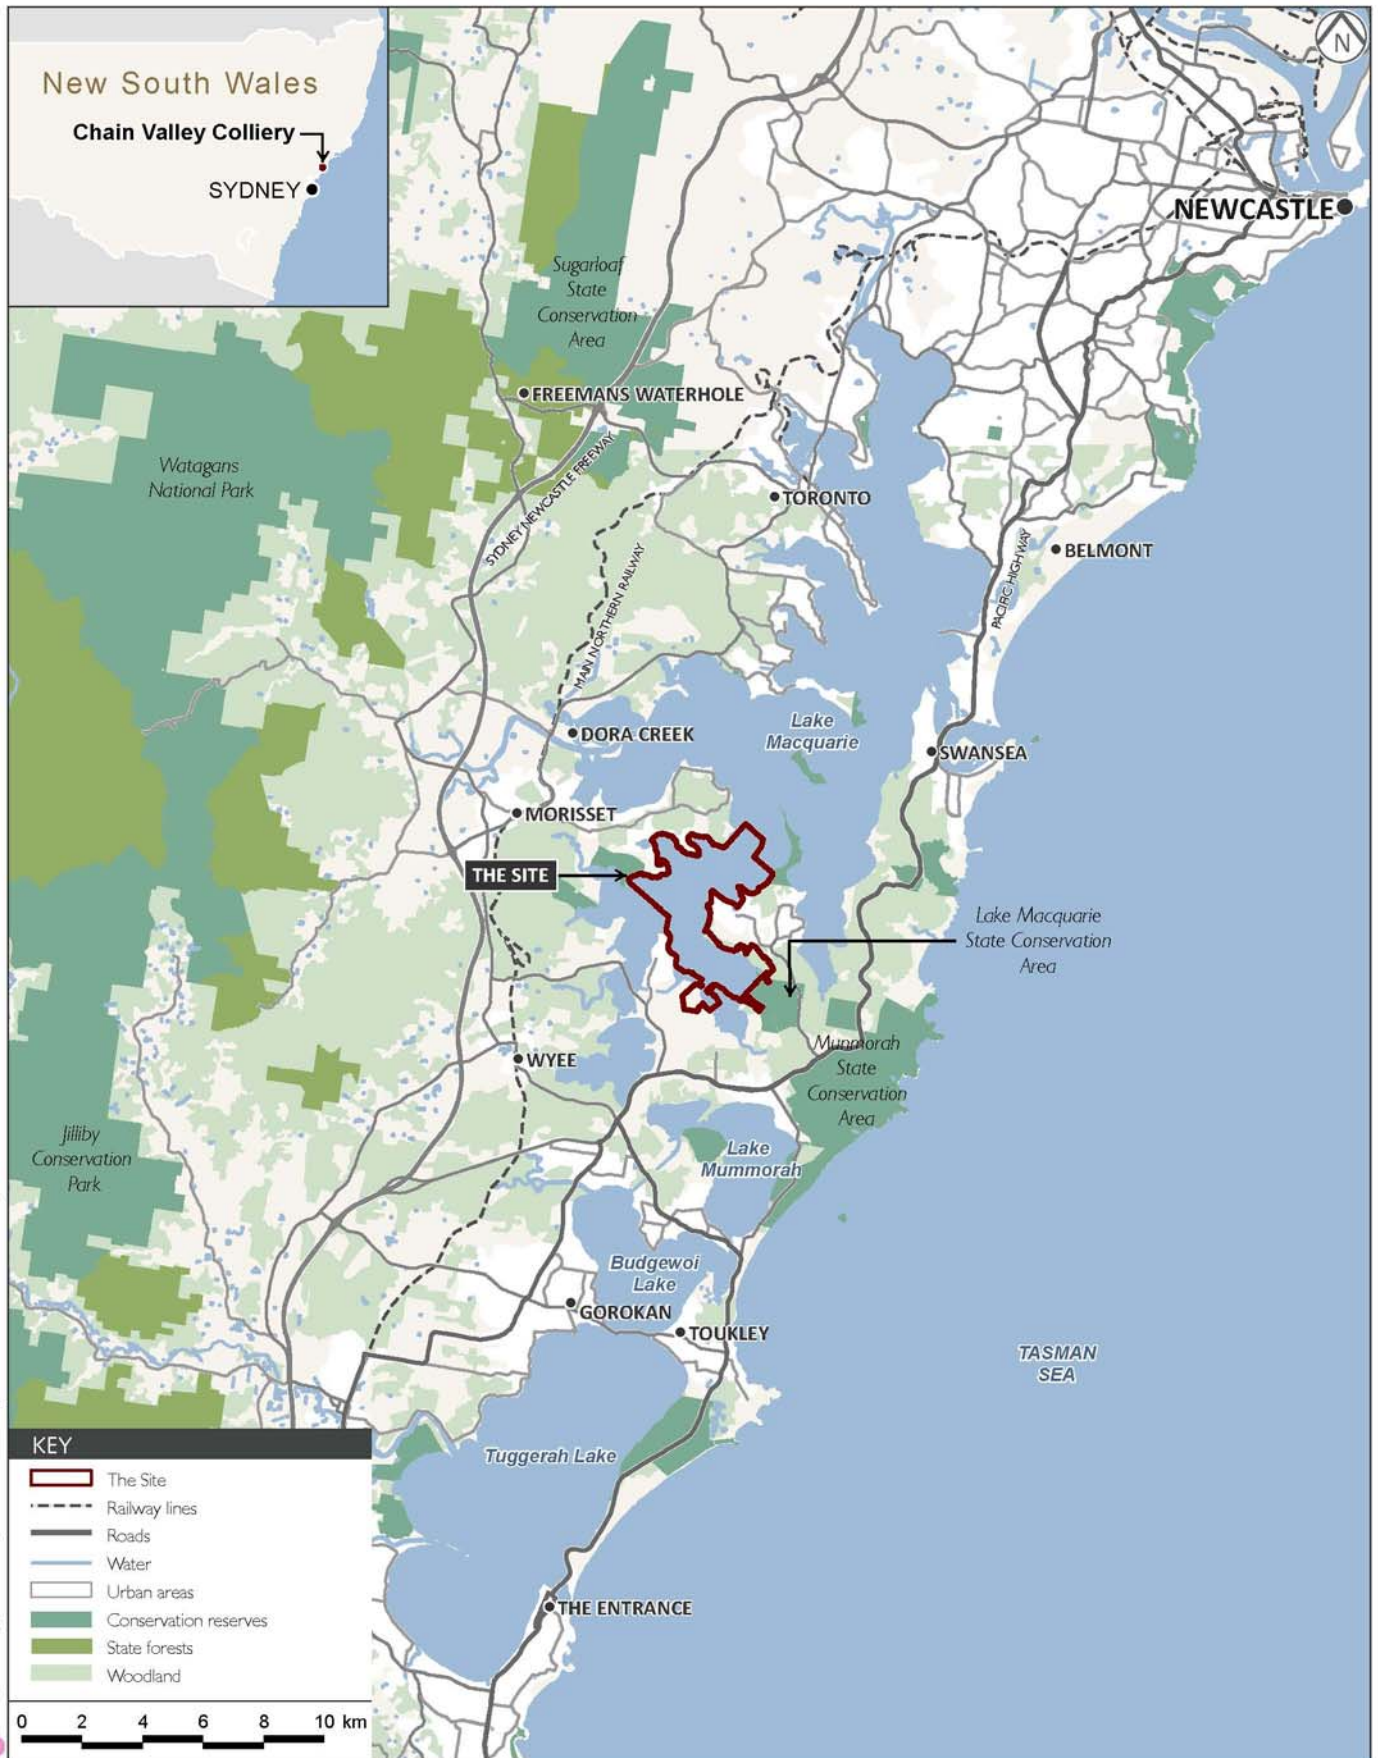 New South Wales
Chain Valley Colliery
SYDNEY
N
NEWCASTLE
Sugarloaf
State
Conservation
Area
FREEMANS WATERHOLE
Watagans
National Park
SYDNEY NEWCASTLE FREEWAY
TORONTO
MAIN NORTHERN RAILWAY
BELMONT
PACIRC HIGHWAY
DORA CREEK
Lake
Macquarie
SWANSEA
MORISSET
THE SITE
Lake Macquarie
State Conservation
Area
WYEE
Munmorah
State
Conservation
Area
Jilliby
Conservation
Park
Lake
Mummorah
Budgewoi
Lake
GOROKAN
TOUKLEY
TASMAN
SEA
Tuggerah Lake
THE ENTRANCE
KEY
The Site
Railway lines
Roads
Water
Urban areas
Conservation reserves
State forests
Woodland
0 2 4 6 8 10 km